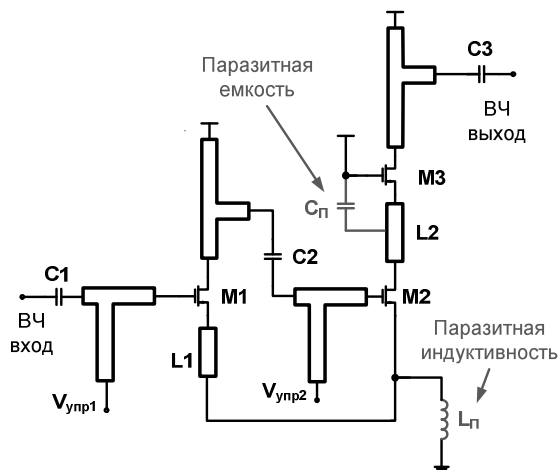 C3
Паразитная
емкость
ВЧ
выход
M3
CП
L2
C2
C1
M1
M2
ВЧ
вход
L1
Паразитная
индуктивность
Vупр1
Vупр2
LП